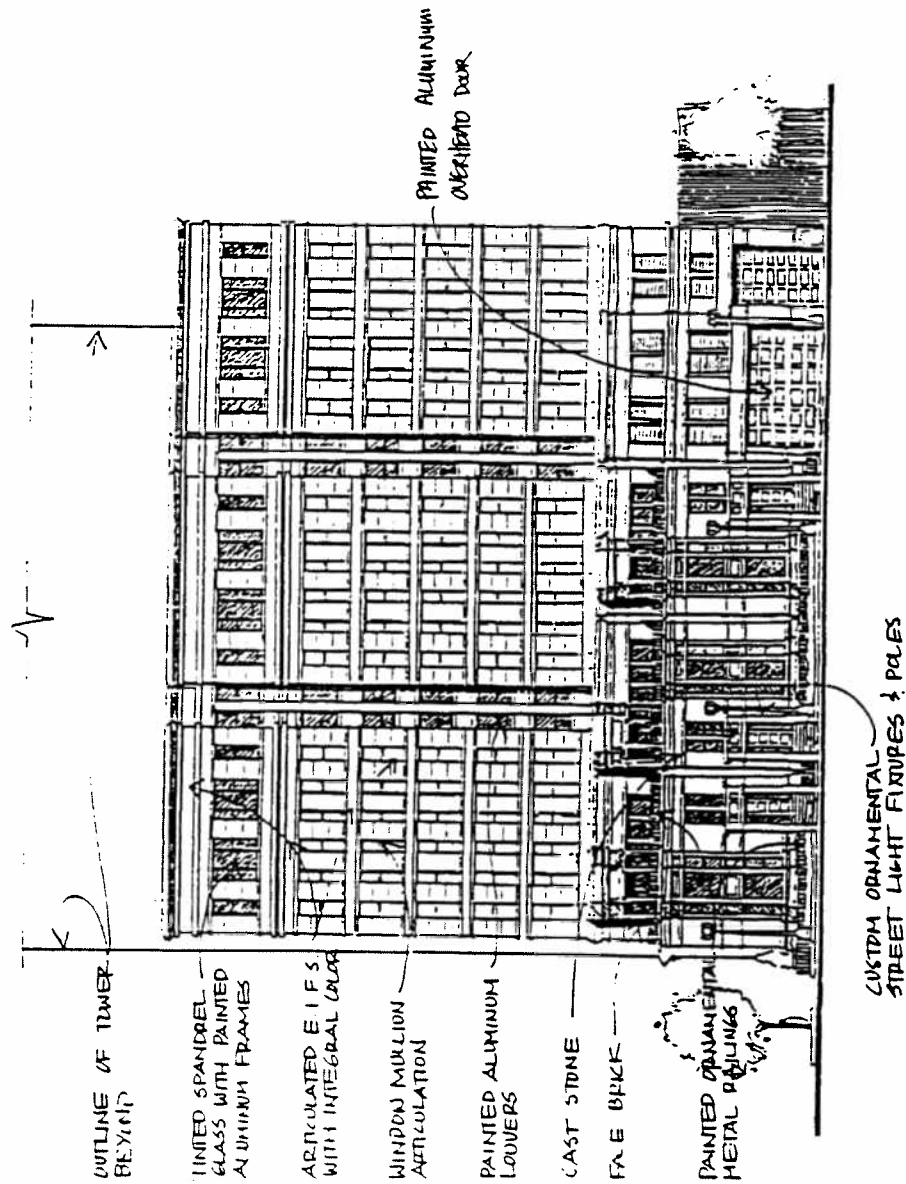 PAINTED ALUMINUM
OVERHEAD DOOR
OUTLINE OF TOWER
BEYOND
TINTED SPANDREL
GLASS WITH PAINTED
ALUMINUM FRAMES
ARTICULATED E.I.F.S
WITH INTEGRAL COLOR
WINDOW MULLION
ARTICULATION
PAINTED ALUMINUM
LOUVERS
CAST STONE
FACE BRICK
PAINTED ORNAMENTAL
METAL RAILINGS
CUSTOM ORNAMENTAL
STREET LIGHT FIXTURES & POLES